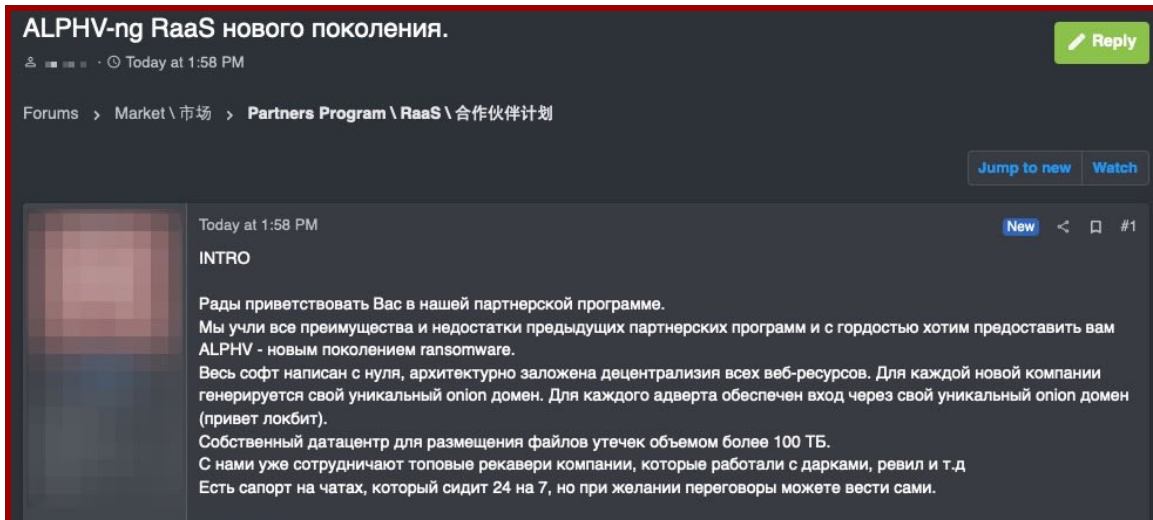 ALPHV-ng RaaS нового поколения.
Today at 1:58 PM
Reply
Forums > Market \ 市场 > Partners Program \ RaaS \ 合作伙伴计划
Jump to new Watch
Today at 1:58 PM
New #1
INTRO
Рады приветствовать Вас в нашей партнерской программе.
Мы учли все преимущества и недостатки предыдущих партнерских программ и с гордостью хотим предоставить вам
ALPHV - новым поколением ransomware.
Весь софт написан с нуля, архитектурно заложена децентрализия всех веб-ресурсов. Для каждой новой компании
генерируется свой уникальный onion домен. Для каждого адверта обеспечен вход через свой уникальный onion домен
(привет локбит).
Собственный датацентр для размещения файлов утечек объемом более 100 ТБ.
С нами уже сотрудничают топовые рекавери компании, которые работали с дарками, ревил и т.д
Есть сапорт на чатах, который сидит 24 на 7, но при желании переговоры можете вести сами.